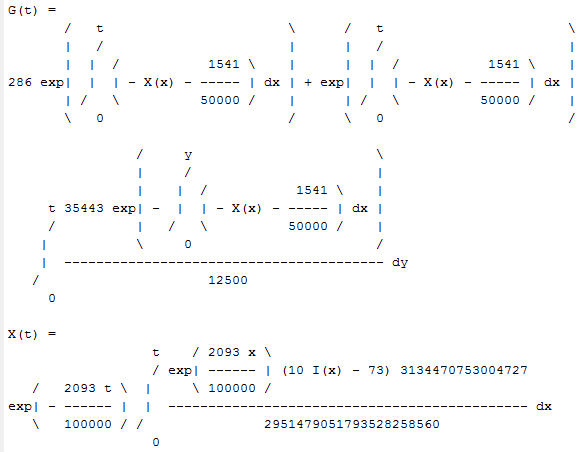 G(t) =
/ t \ / t \
| / | | /  |
| | / 1541 \ | | | / 1541 \ |
286 exp| | | - X(x) - ----- | dx | + exp| | | - X(x) - ----- | dx |
| / \ 50000 / | | / \ 50000 / |
\ 0 / \ 0 /
/ y \
| / |
| | / 1541 \ |
t 35443 exp| - | | - X(x) - ----- | dx |
/ | / \ 50000 / |
| \ 0 /
| ---------------------------------------- dy
/ 12500
0
X(t) =
t / 2093 x \
/ exp| ------ | (10 I(x) - 73) 3134470753004727
/ 2093 t \ | \ 100000 /
exp| - ------ | | --------------------------------------------- dx
\ 100000 / / 2951479051793528258560
0